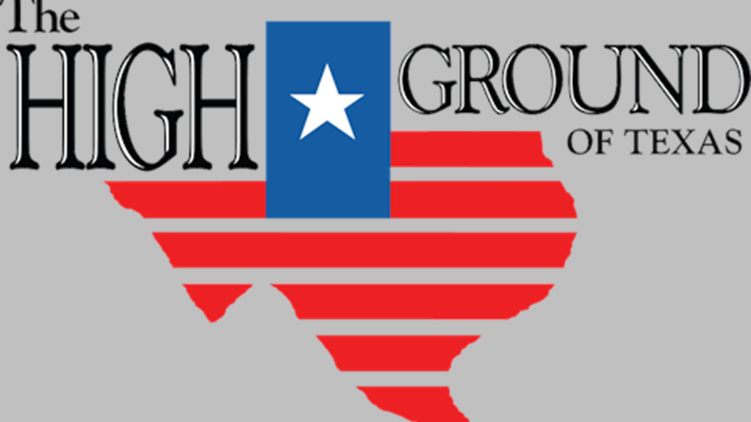 The
HIGH GROUND
OF TEXAS